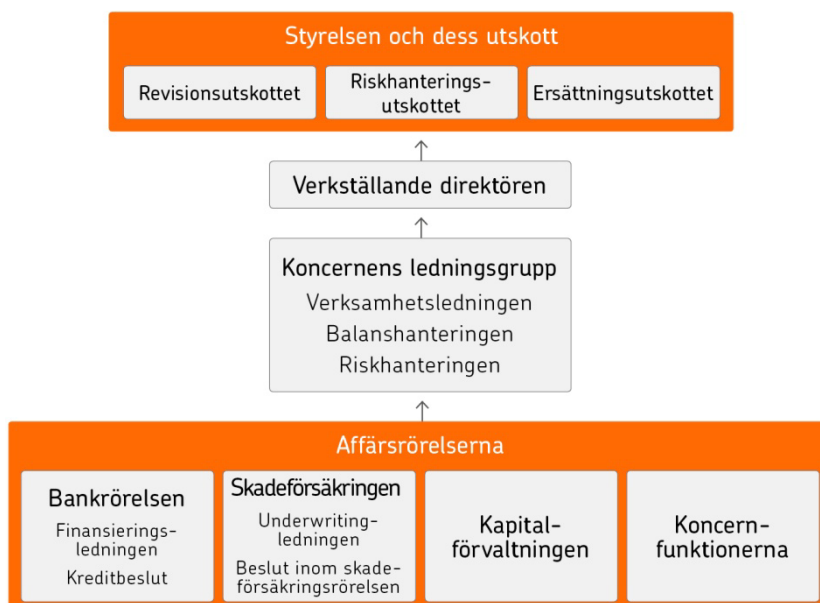 Styrelsen och dess utskott
Revisionsutskottet
Riskhanterings-
utskottet
Ersättningsutskottet
Verkställande direktören
Koncernens ledningsgrupp
Verksamhetsledningen
Balanshanteringen
Riskhanteringen
Affärsrörelserna
Bankrörelsen
Finansierings-
ledningen
Kreditbeslut
Skadeförsäkringen
Underwriting-
ledningen
Beslut inom skade-
försäkringsrörelsen
Kapital-
förvaltningen
Koncern-
funktionerna